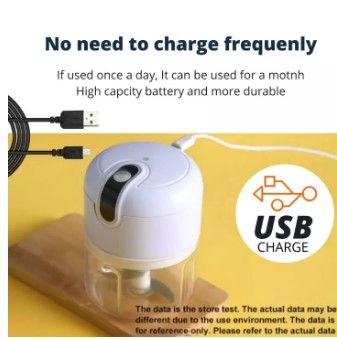 No need to charge frequenly
If used once a day, It can be used for a motnh
High capcity battery and more durable
USB
CHARGE
The data is the store test. The actual data may be
different due to the use environment. The data is
for reference only. Please refer to the actual data